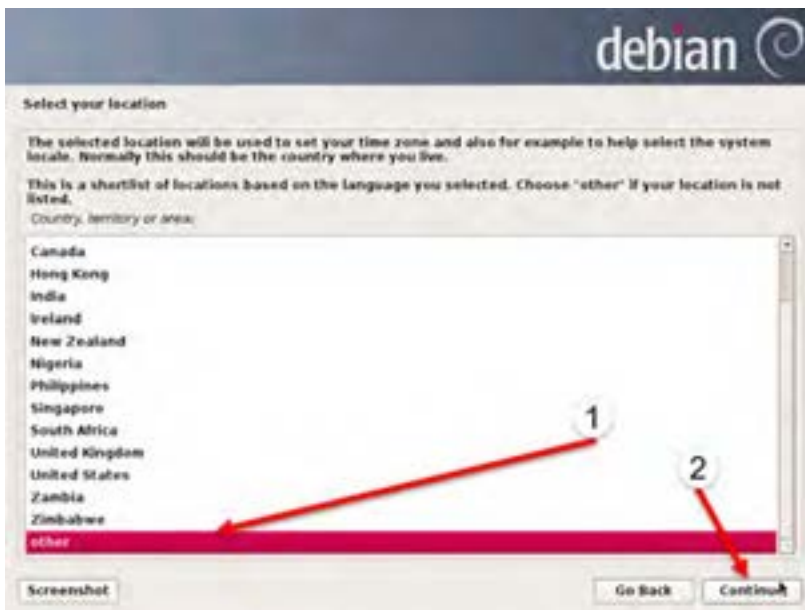 debian
Select your location
The selected location will be used to set your time zone and also for example to help select the system
locale. Normally this should be the country where you live.
This is a shortlist of locations based on the language you selected. Choose "other" if your location is not
listed.
Country, territory or area:
Canada
Hong Kong
India
Ireland
New Zealand
Nigeria
Philippines
Singapore
South Africa
1
United Kingdom
United States
2
Zambia
Zimbabwe
other
Screenshot
Go Back
Continue